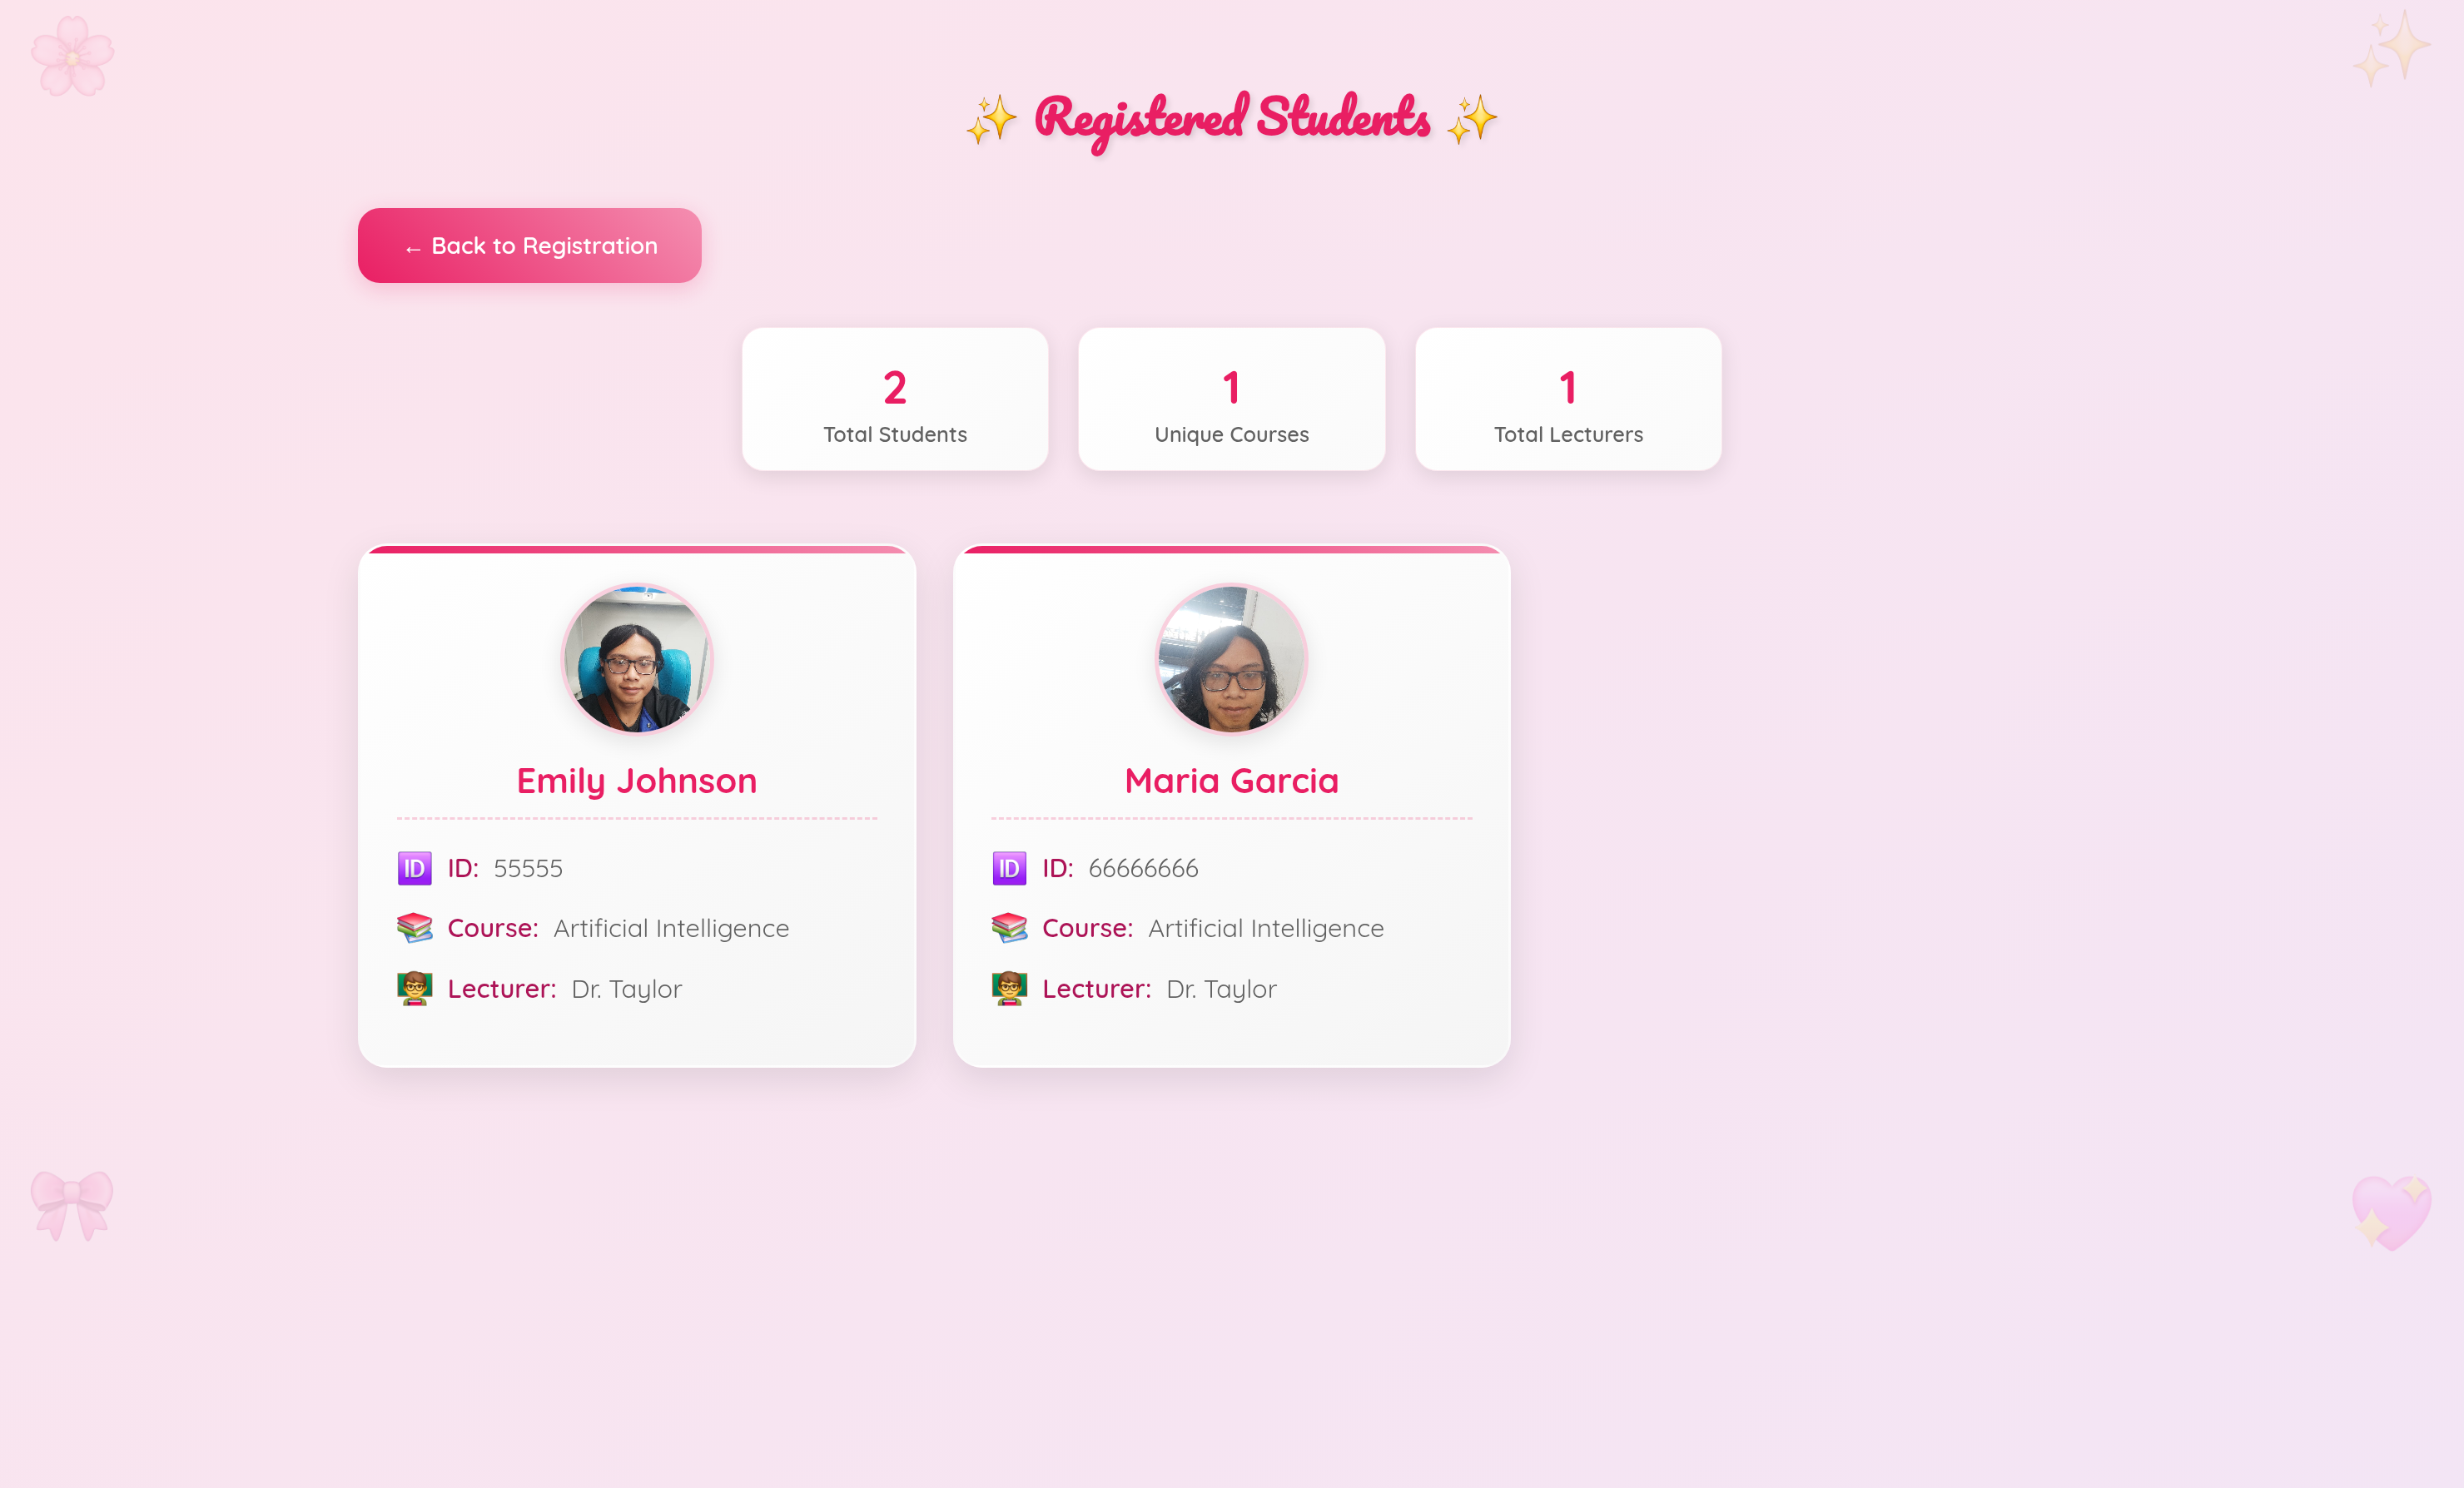 ✨ Registered Students ✨
← Back to Registration
2
Total Students
1
Unique Courses
1
Total Lecturers
Emily Johnson
🆔 ID: 55555
📚 Course: Artificial Intelligence
👨‍🏫 Lecturer: Dr. Taylor
Maria Garcia
🆔 ID: 66666666
📚 Course: Artificial Intelligence
👨‍🏫 Lecturer: Dr. Taylor